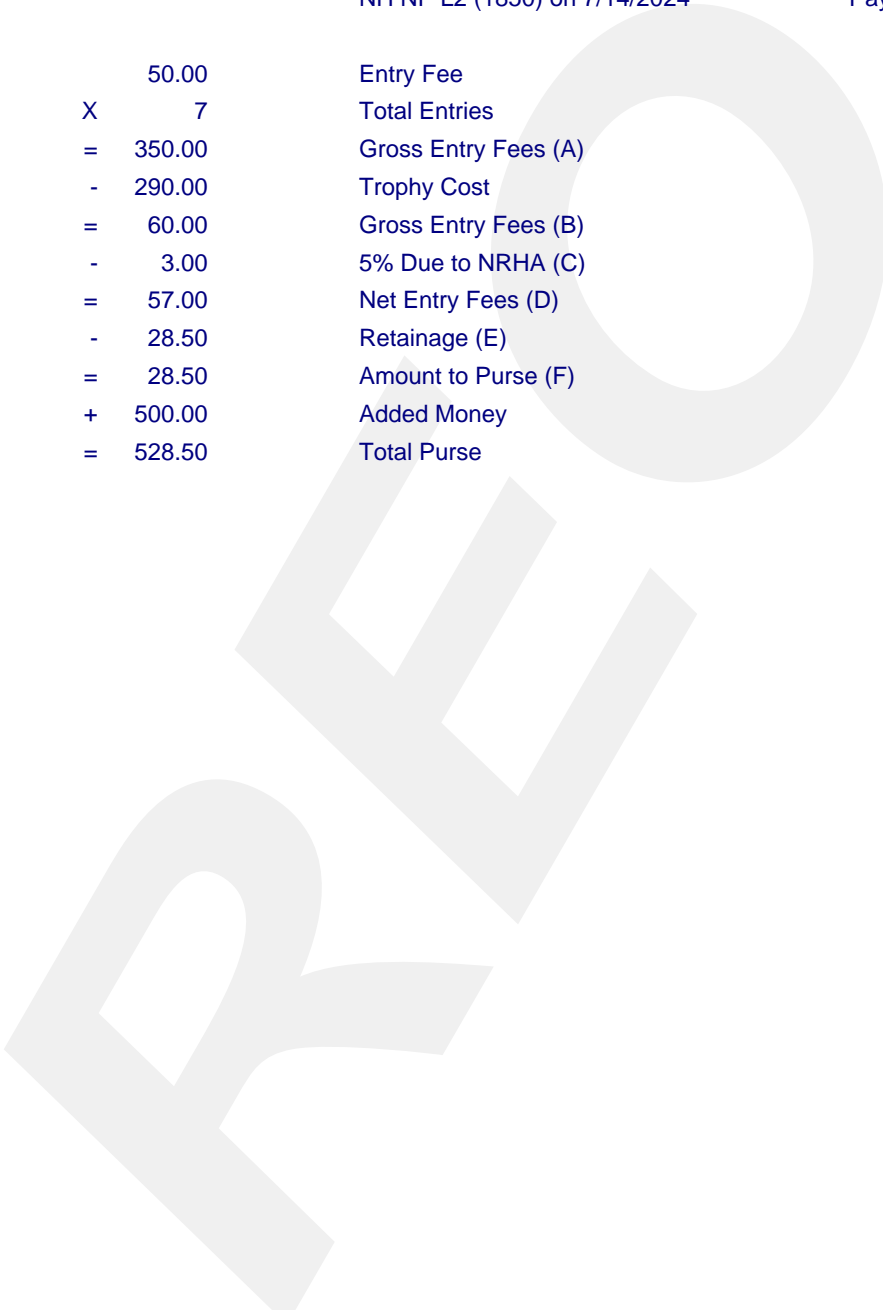 50.00 Entry Fee
X 7 Total Entries
= 350.00 Gross Entry Fees (A)
- 290.00 Trophy Cost
= 60.00 Gross Entry Fees (B)
- 3.00 5% Due to NRHA (C)
= 57.00 Net Entry Fees (D)
- 28.50 Retainage (E)
= 28.50 Amount to Purse (F)
+ 500.00 Added Money
= 528.50 Total Purse
REO